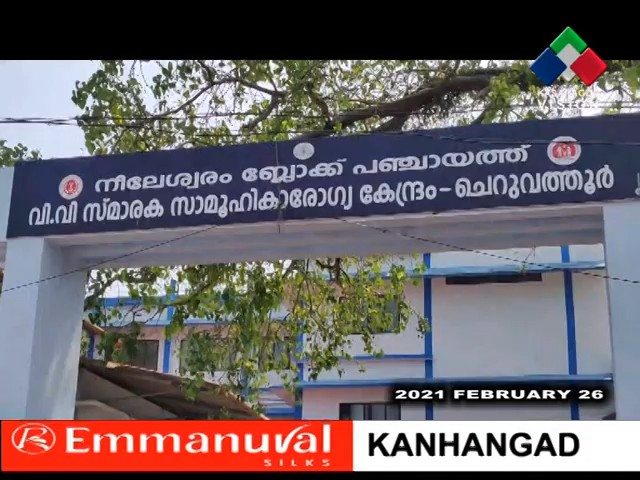 നീലേശ്വരം ബ്ലോക്ക് പഞ്ചായത്ത്
വി.വി സ്മാരക സാമൂഹികാരോഗ്യ കേന്ദ്രം-ചെറുവത്തൂർ
2021 FEBRUARY 26
R Emmanuval
SILKS
KANHANGAD